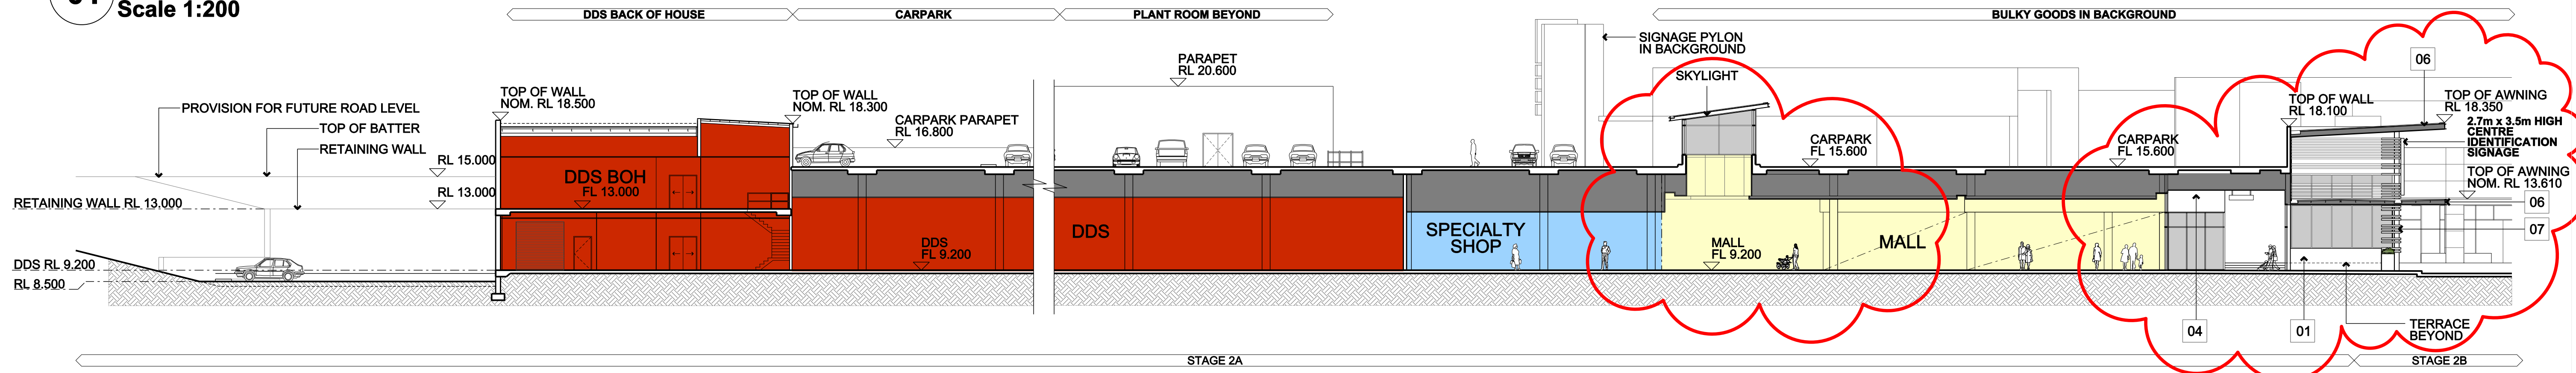 Scale 1:200
DDS BACK OF HOUSE
CARPARK
PLANT ROOM BEYOND
BULKY GOODS IN BACKGROUND
SIGNAGE PYLON
IN BACKGROUND
PARAPET
RL 20.600
SKYLIGHT
06
PROVISION FOR FUTURE ROAD LEVEL
TOP OF BATTER
RETAINING WALL
TOP OF WALL
NOM. RL 18.500
TOP OF WALL
NOM. RL 18.300
CARPARK PARAPET
RL 16.800
CARPARK
FL 15.600
CARPARK
FL 15.600
TOP OF WALL
RL 18.100
TOP OF AWNING
RL 18.350
2.7m x 3.5m HIGH
CENTRE
IDENTIFICATION
SIGNAGE
TOP OF AWNING
NOM. RL 13.610
06
07
RL 15.000
RL 13.000
RETAINING WALL RL 13.000
DDS BOH
FL 13.000
DDS
FL 9.200
DDS
SPECIALTY
SHOP
MALL
FL 9.200
MALL
DDS RL 9.200
RL 8.500
04
01
TERRACE
BEYOND
STAGE 2A
STAGE 2B